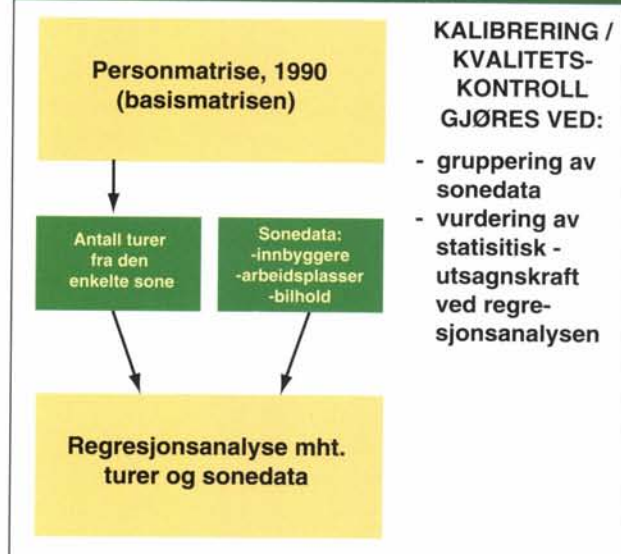 Personmatrise, 1990
(basismatrisen)
Antall turer
fra den
enkelte sone
Sonedata:
-innbyggere
-arbeidsplasser
-bilhold
Regresjonsanalyse mht.
turer og sonedata
KALIBRERING /
KVALITETS-
KONTROLL
GJØRES VED:
- gruppering av
sonedata
- vurdering av
statisitisk -
utsagnskraft
ved regre-
sjonsanalysen